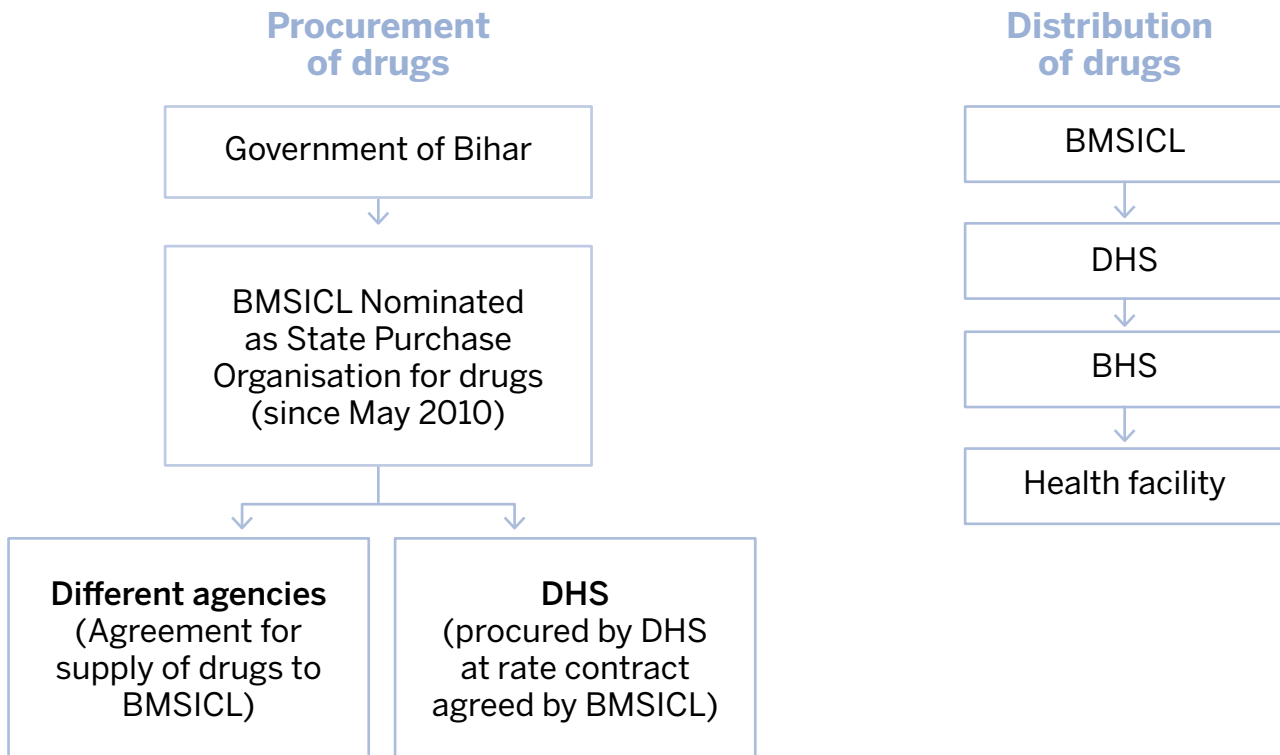 Procurement
of drugs
Government of Bihar
BMSICL Nominated
as State Purchase
Organisation for drugs
(since May 2010)
Different agencies
(Agreement for
supply of drugs to
BMSICL)
DHS
(procured by DHS
at rate contract
agreed by BMSICL)
Distribution
of drugs
BMSICL
DHS
BHS
Health facility